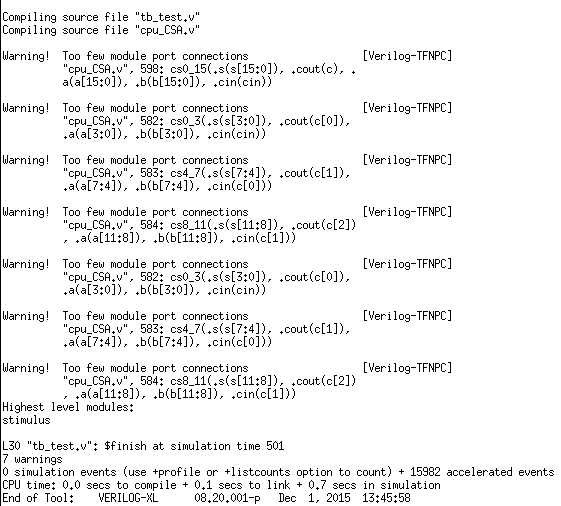 Compiling source file "tb_test.v"
Compiling source file "cpu_CSA.v"
Warning!  Too few module port connections                 [Verilog-TFNPC]
"cpu_CSA.v", 598: cs0_15(.s(s[15:0]), .cout(c), .
a(a[15:0]), .b(b[15:0]), .cin(cin))
Warning!  Too few module port connections                 [Verilog-TFNPC]
"cpu_CSA.v", 582: cs0_3(.s(s[3:0]), .cout(c[0]),
.a(a[3:0]), .b(b[3:0]), .cin(cin))
Warning!  Too few module port connections                 [Verilog-TFNPC]
"cpu_CSA.v", 583: cs4_7(.s(s[7:4]), .cout(c[1]),
.a(a[7:4]), .b(b[7:4]), .cin(c[0]))
Warning!  Too few module port connections                 [Verilog-TFNPC]
"cpu_CSA.v", 584: cs8_11(.s(s[11:8]), .cout(c[2])
, .a(a[11:8]), .b(b[11:8]), .cin(c[1]))
Warning!  Too few module port connections                 [Verilog-TFNPC]
"cpu_CSA.v", 582: cs0_3(.s(s[3:0]), .cout(c[0]),
.a(a[3:0]), .b(b[3:0]), .cin(cin))
Warning!  Too few module port connections                 [Verilog-TFNPC]
"cpu_CSA.v", 583: cs4_7(.s(s[7:4]), .cout(c[1]),
.a(a[7:4]), .b(b[7:4]), .cin(c[0]))
Warning!  Too few module port connections                 [Verilog-TFNPC]
"cpu_CSA.v", 584: cs8_11(.s(s[11:8]), .cout(c[2])
, .a(a[11:8]), .b(b[11:8]), .cin(c[1]))
Highest level modules:
stimulus
L30 "tb_test.v": $finish at simulation time 501
7 warnings
0 simulation events (use +profile or +listcounts option to count) + 15982 accelerated events
CPU time: 0.0 secs to compile + 0.1 secs to link + 0.7 secs in simulation
End of Tool:    VERILOG-XL      08.20.001-p   Dec  1, 2015  13:45:58